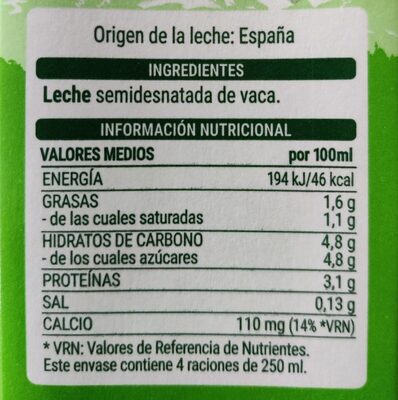 Origen de la leche: España
INGREDIENTES
Leche semidesnatada de vaca.
INFORMACIÓN NUTRICIONAL
VALORES MEDIOS por 100ml
ENERGÍA 194 kJ/46 kcal
GRASAS 1,6 g
- de las cuales saturadas 1,1 g
HIDRATOS DE CARBONO 4,8 g
- de los cuales azúcares 4,8 g
PROTEÍNAS 3,1 g
SAL 0,13 g
CALCIO 110 mg (14% *VRN)
* VRN: Valores de Referencia de Nutrientes.
Este envase contiene 4 raciones de 250 ml.